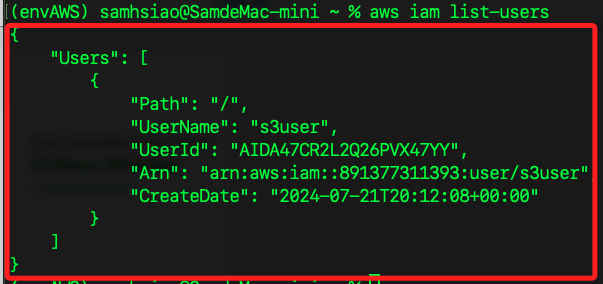 (envAWS) samhsiao@SamdeMac-mini ~ % aws iam list-users
{
    "Users": [
        {
            "Path": "/",
            "UserName": "s3user",
            "UserId": "AIDA47CR2L2Q26PVX47YY",
            "Arn": "arn:aws:iam::891377311393:user/s3user",
            "CreateDate": "2024-07-21T20:12:08+00:00"
        }
    ]
}